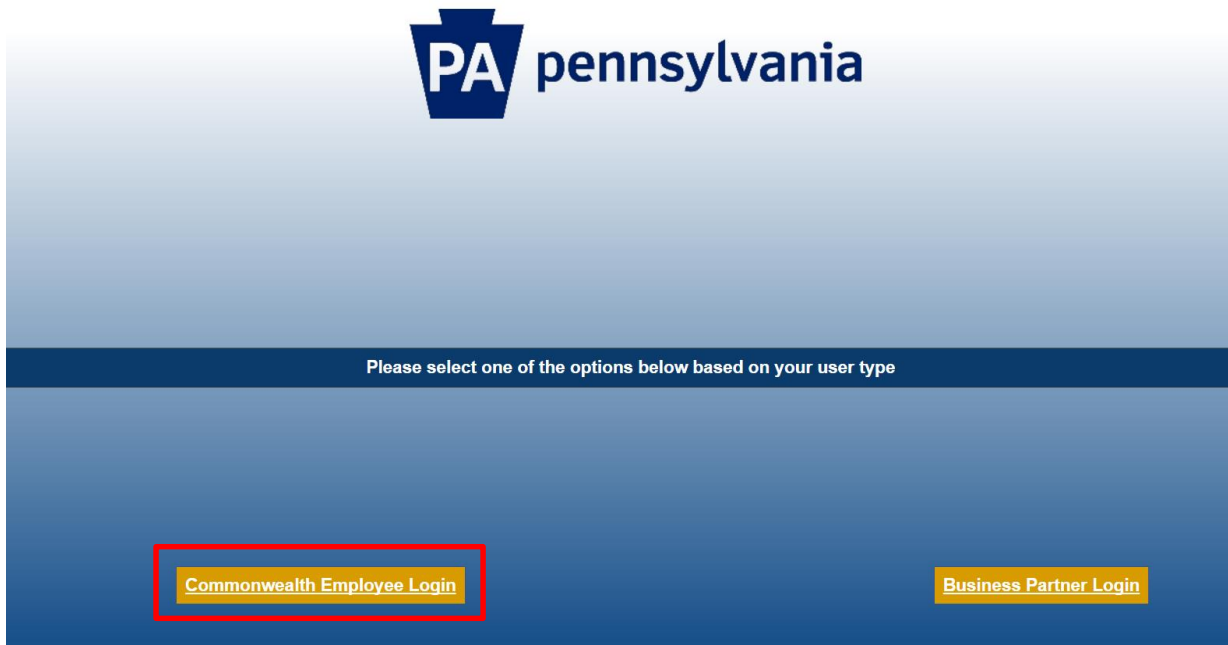 PA pennsylvania
Please select one of the options below based on your user type
Commonwealth Employee Login
Business Partner Login